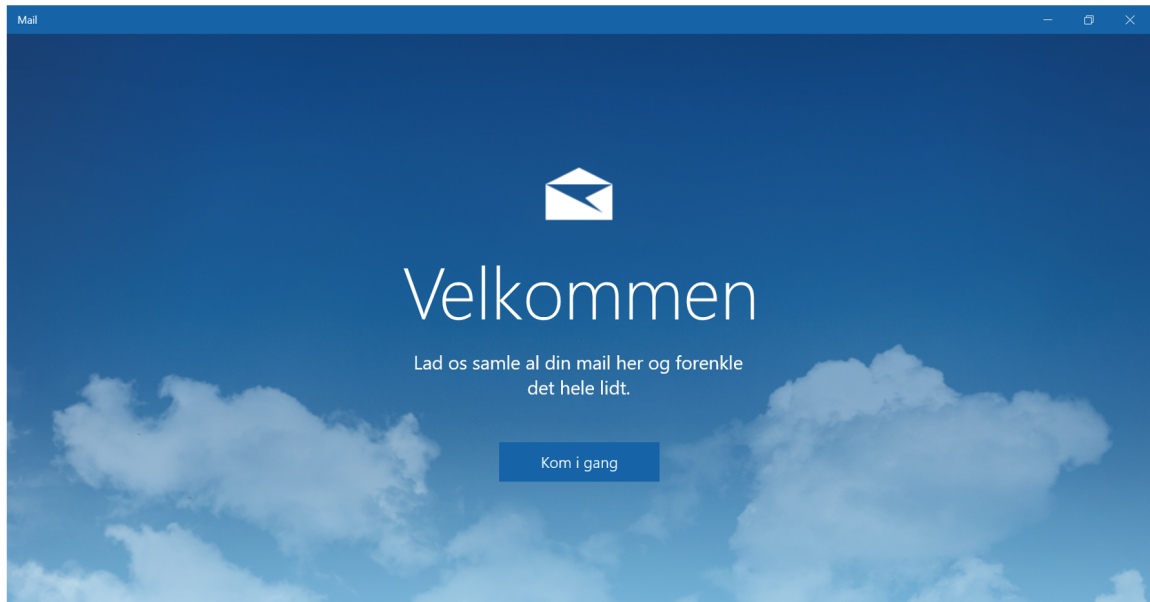 Mail
Velkommen
Lad os samle al din mail her og forenkle
det hele lidt.
Kom i gang